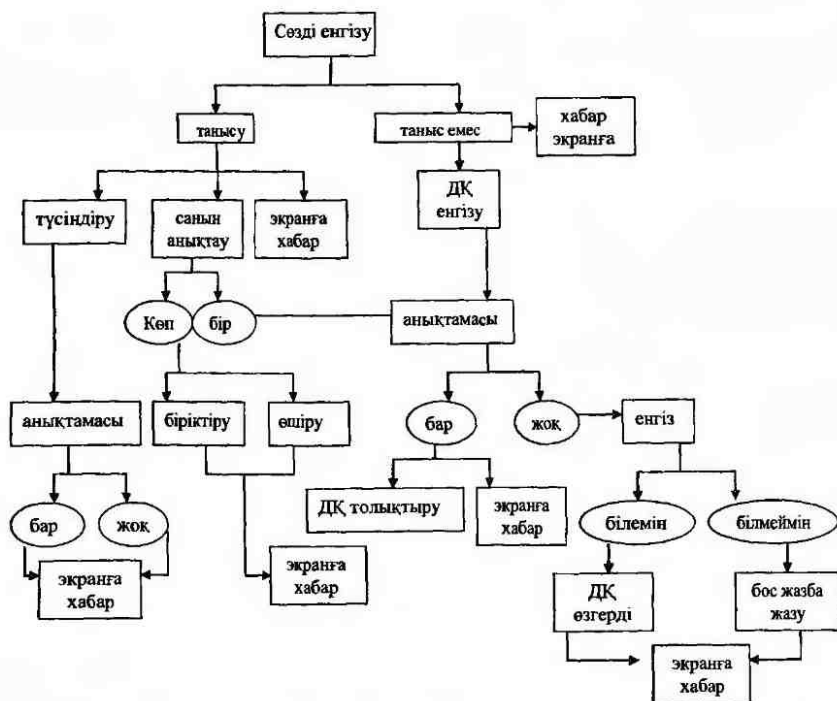 Сөзді енгізу
танысу
таныс емес
хабар
экранға
түсіндіру
санын
анықтау
экранға
хабар
ДҚ
енгізу
Көп
бір
анықтамасы
анықтамасы
біріктіру
өшіру
бар
жоқ
енгіз
бар
жоқ
ДҚ толықтыру
экранға
хабар
білемін
білмеймін
экранға
хабар
экранға
хабар
ДҚ
өзгерді
бос жазба
жазу
экранға
хабар